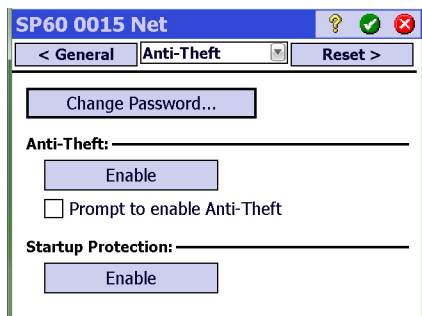 SP60 0015 Net
< General Anti-Theft Reset >
Change Password...
Anti-Theft:
Enable
Prompt to enable Anti-Theft
Startup Protection:
Enable